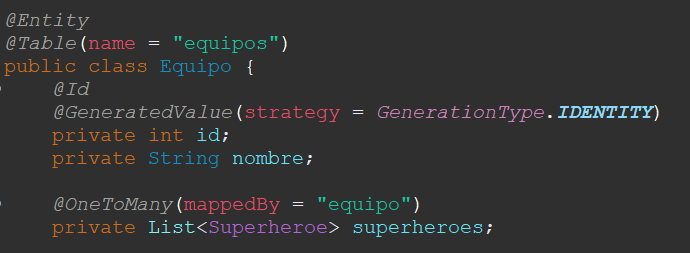 @Entity
@Table(name = "equipos")
public class Equipo {
@Id
@GeneratedValue(strategy = GenerationType.IDENTITY)
private int id;
private String nombre;
@OneToMany(mappedBy = "equipo")
private List<Superheroe> superheroes;